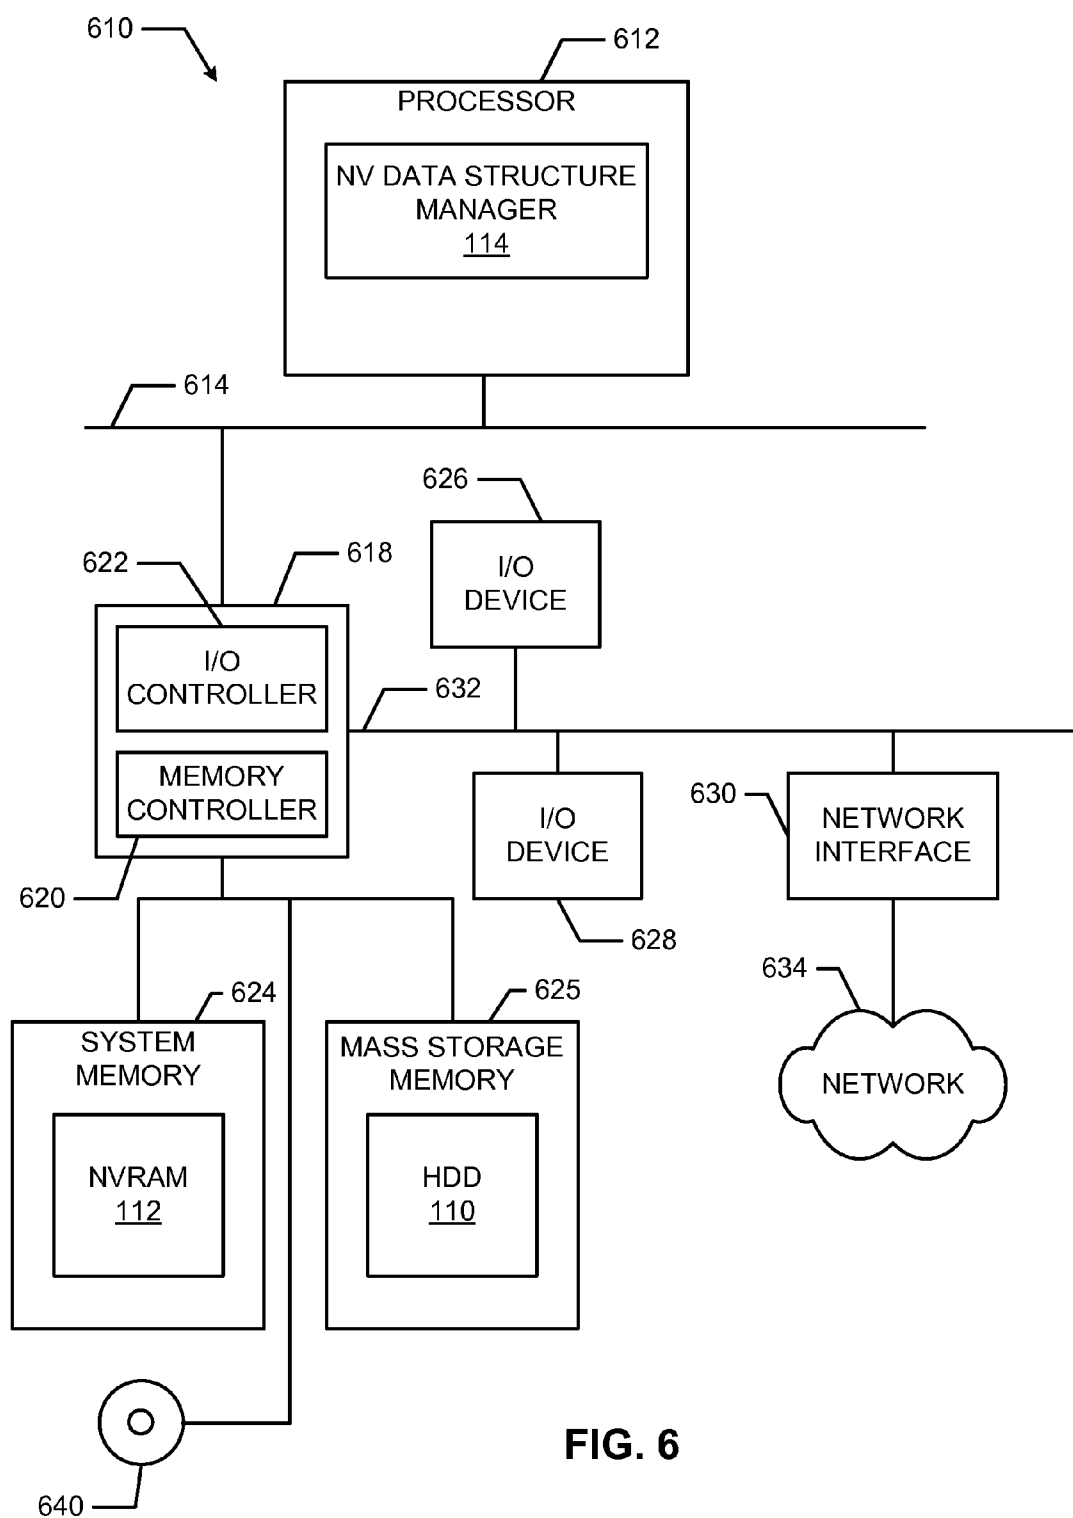 610
612
PROCESSOR
NV DATA STRUCTURE
MANAGER
114
614
626
I/O
DEVICE
622
618
I/O
CONTROLLER
632
MEMORY
CONTROLLER
620
I/O
DEVICE
628
630
NETWORK
INTERFACE
634
NETWORK
624
SYSTEM
MEMORY
NVRAM
112
625
MASS STORAGE
MEMORY
HDD
110
640
FIG. 6